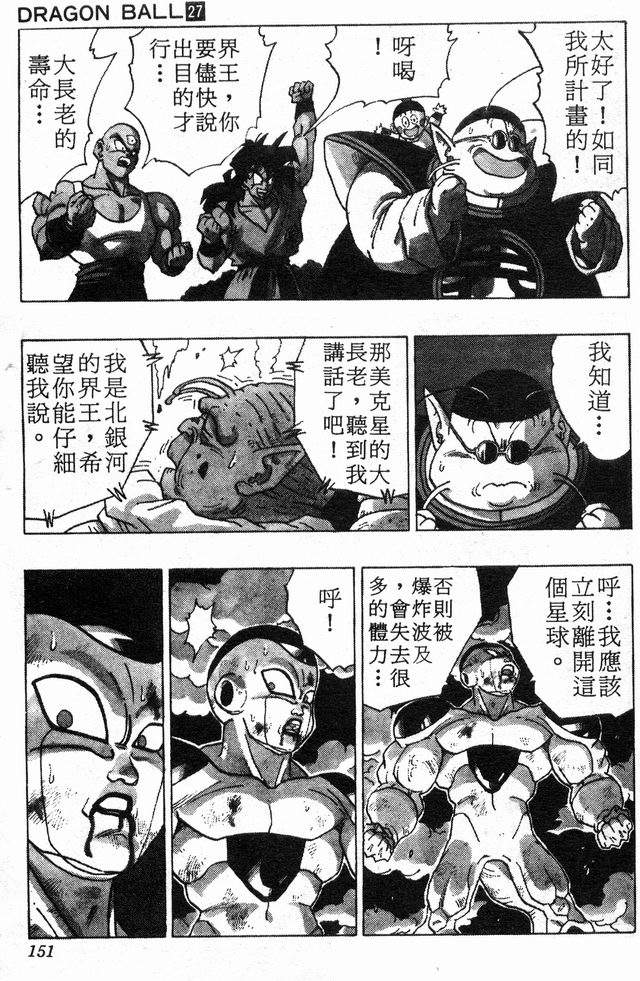 DRAGON BALL 27
太好了！如同
我所計畫的！
呀喝
！
界王，你
要儘快說
出目的才
行…
大長老的
壽命…
我知道…
那美克星的大
長老，聽到我
講話了吧！
我是北銀河
的界王，希
望你能仔細
聽我說。
呼…我應該
立刻離開這
個星球。
否則被
爆炸波及
，會失去很
多的體力…
呼！
151